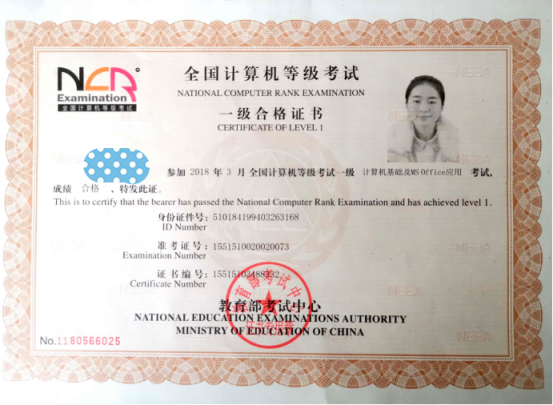 NCR
Examination
全国计算机等级考试
全国计算机等级考试
NATIONAL COMPUTER RANK EXAMINATION
一级合格证书
CERTIFICATE OF LEVEL 1
参加 2018 年 3 月全国计算机等级考试一级 计算机基础及MS Office应用 考试,
成绩 合格 ,特发此证。
This is to certify that the bearer has passed the National Computer Rank Examination and has achieved level 1.
身份证件号: 510184199403263168
ID Number
准考证号: 1551510020020073
Examination Number
证书编号:
Certificate Number
教育部考试中心
NATIONAL EDUCATION EXAMINATIONS AUTHORITY
MINISTRY OF EDUCATION OF CHINA
No.1180566025